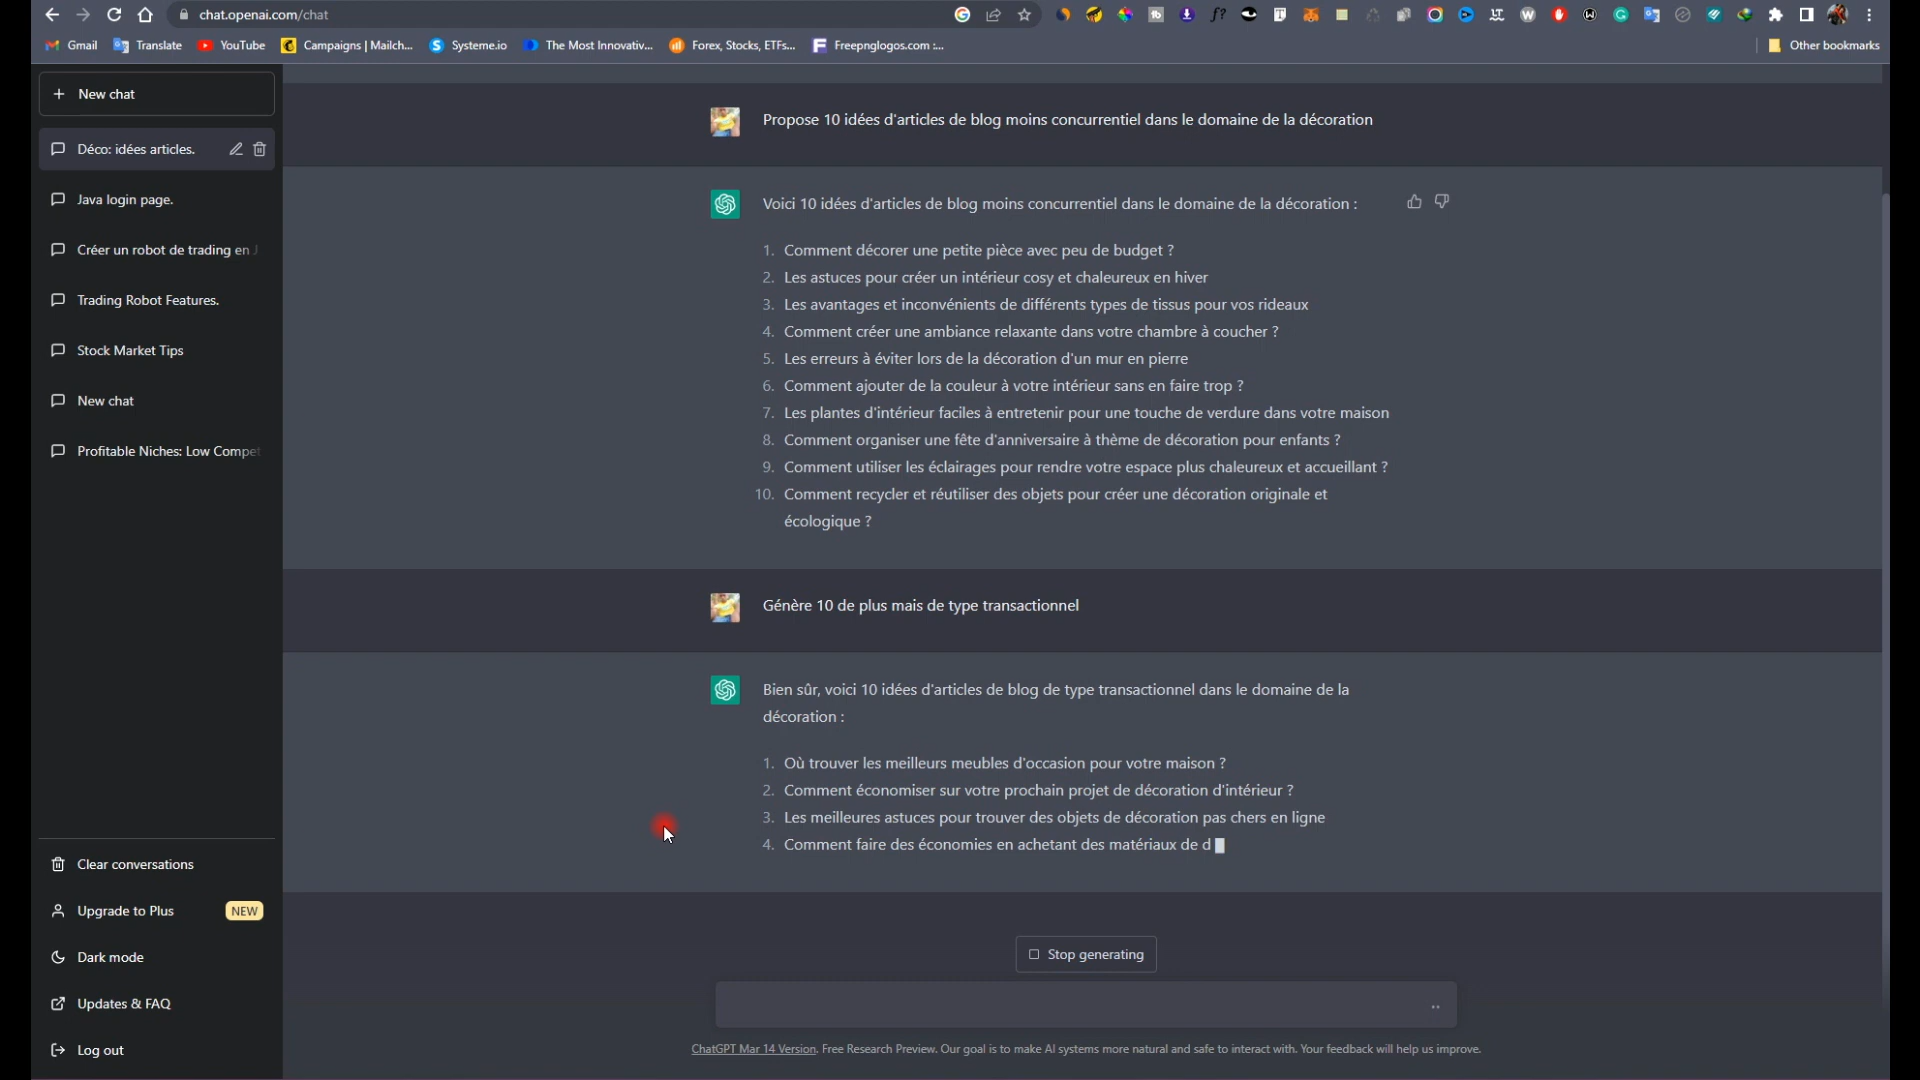 chat.openai.com/chat
Gmail
Translate
YouTube
Campaigns | Mailch...
Systeme.io
The Most Innovativ...
Forex, Stocks, ETFs...
Freepnglogos.com :...
Other bookmarks
New chat
Déco: idées articles.
Java login page.
Créer un robot de trading en J
Trading Robot Features.
Stock Market Tips
New chat
Profitable Niches: Low Compet
Clear conversations
Upgrade to Plus
NEW
Dark mode
Updates & FAQ
Log out
Propose 10 idées d'articles de blog moins concurrentiel dans le domaine de la décoration
Voici 10 idées d'articles de blog moins concurrentiel dans le domaine de la décoration :
1. Comment décorer une petite pièce avec peu de budget ?
2. Les astuces pour créer un intérieur cosy et chaleureux en hiver
3. Les avantages et inconvénients de différents types de tissus pour vos rideaux
4. Comment créer une ambiance relaxante dans votre chambre à coucher ?
5. Les erreurs à éviter lors de la décoration d'un mur en pierre
6. Comment ajouter de la couleur à votre intérieur sans en faire trop ?
7. Les plantes d'intérieur faciles à entretenir pour une touche de verdure dans votre maison
8. Comment organiser une fête d'anniversaire à thème de décoration pour enfants ?
9. Comment utiliser les éclairages pour rendre votre espace plus chaleureux et accueillant ?
10. Comment recycler et réutiliser des objets pour créer une décoration originale et
écologique ?
Génère 10 de plus mais de type transactionnel
Bien sûr, voici 10 idées d'articles de blog de type transactionnel dans le domaine de la
décoration :
1. Où trouver les meilleurs meubles d'occasion pour votre maison ?
2. Comment économiser sur votre prochain projet de décoration d'intérieur ?
3. Les meilleures astuces pour trouver des objets de décoration pas chers en ligne
4. Comment faire des économies en achetant des matériaux de d
Stop generating
ChatGPT Mar 14 Version. Free Research Preview. Our goal is to make AI systems more natural and safe to interact with. Your feedback will help us improve.